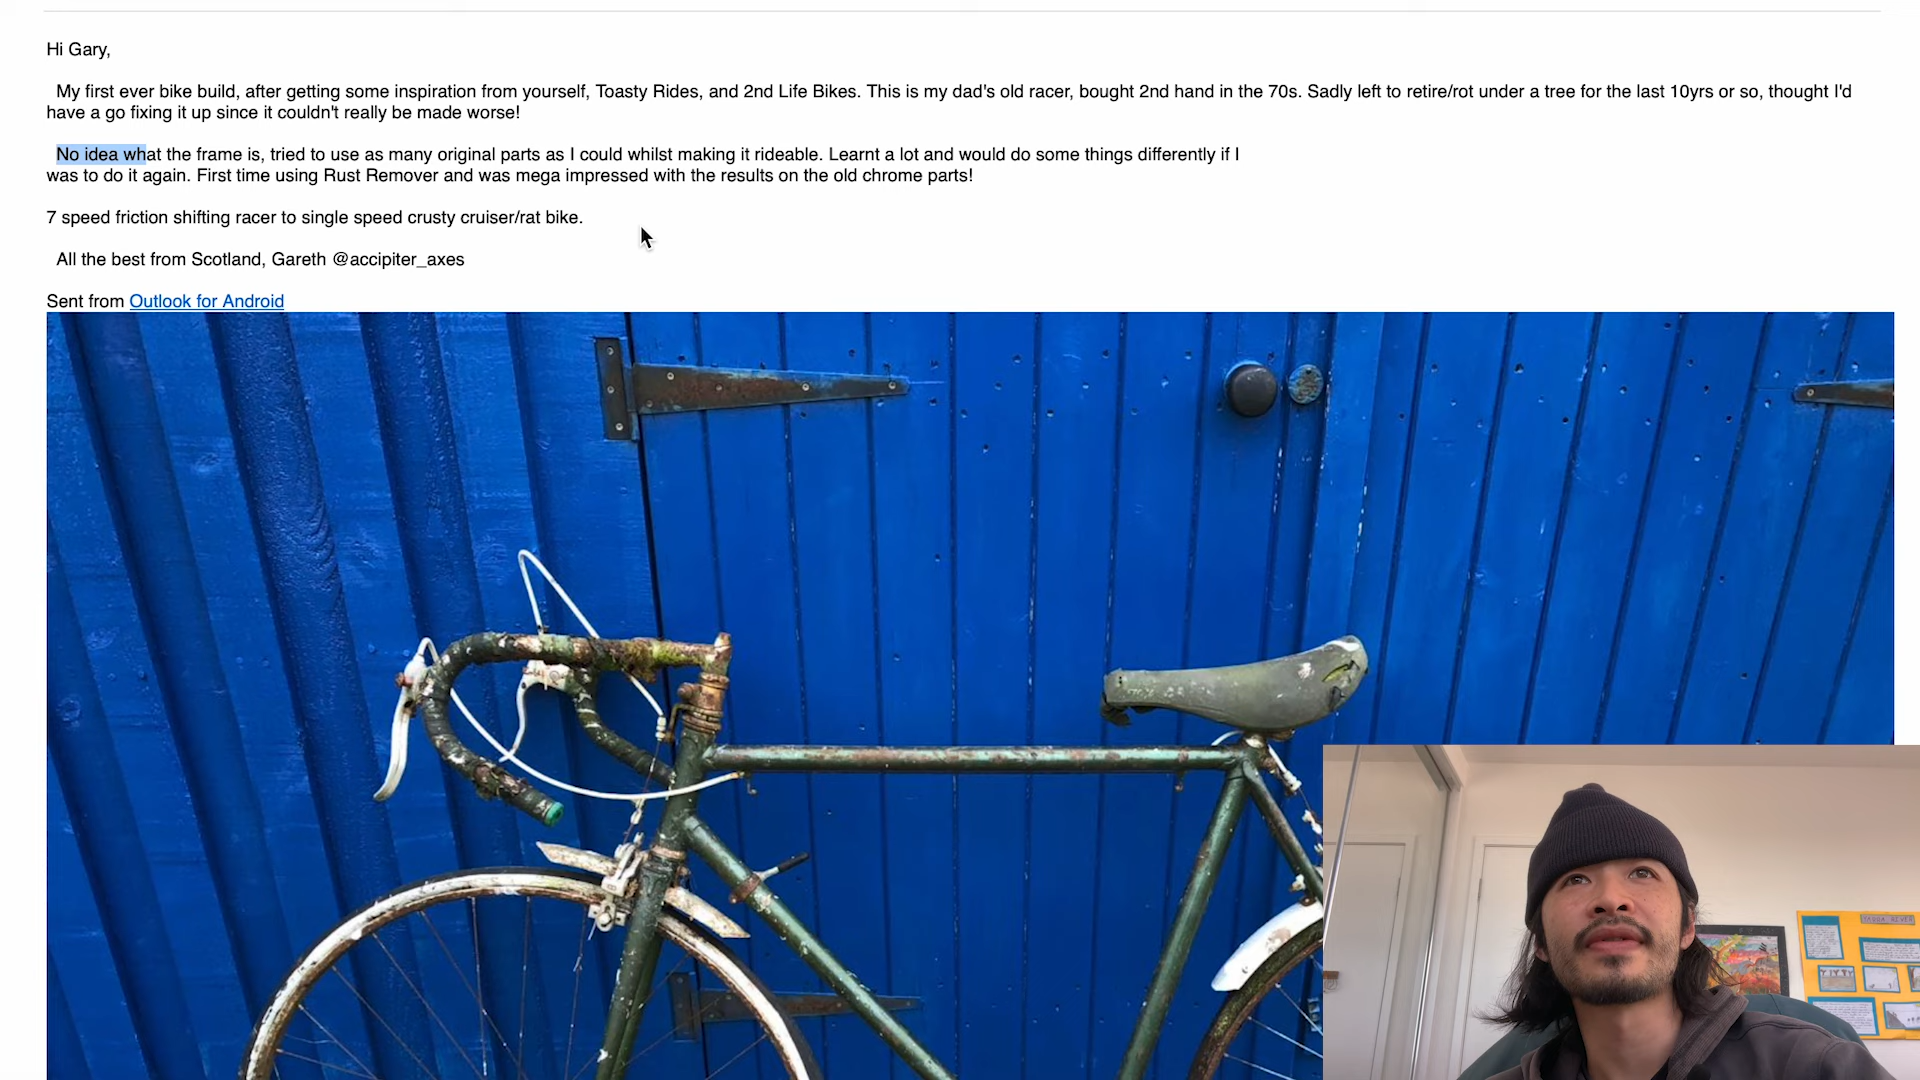 Hi Gary,
My first ever bike build, after getting some inspiration from yourself, Toasty Rides, and 2nd Life Bikes. This is my dad's old racer, bought 2nd hand in the 70s. Sadly left to retire/rot under a tree for the last 10yrs or so, thought I'd
have a go fixing it up since it couldn't really be made worse!
No idea what the frame is, tried to use as many original parts as I could whilst making it rideable. Learnt a lot and would do some things differently if I
was to do it again. First time using Rust Remover and was mega impressed with the results on the old chrome parts!
7 speed friction shifting racer to single speed crusty cruiser/rat bike.
All the best from Scotland, Gareth @accipiter_axes
Sent from Outlook for Android